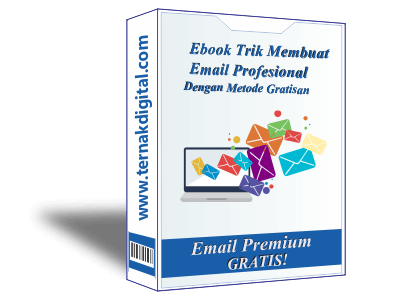 www.ternakdigital.com
Ebook Trik Membuat
Email Profesional
Dengan Metode Gratisan
Email Premium
GRATIS!